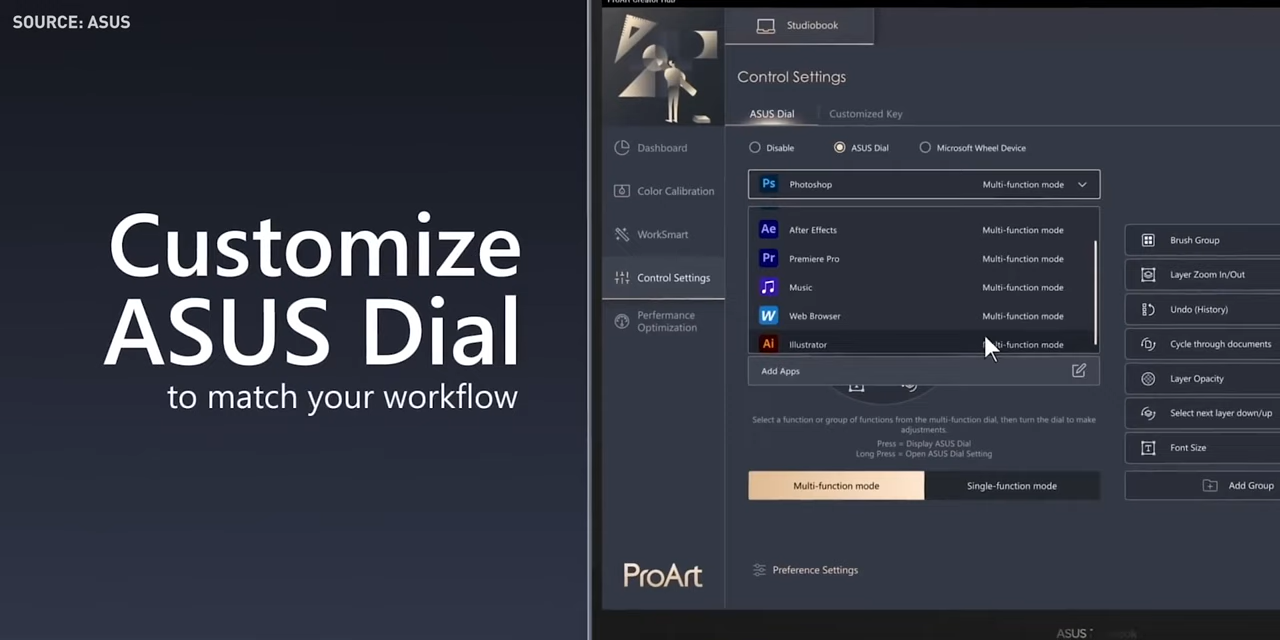 SOURCE: ASUS
Customize
ASUS Dial
to match your workflow
ProArt Creator Hub
Studiobook
Control Settings
ASUS Dial
Customized Key
Disable
ASUS Dial
Microsoft Wheel Device
Dashboard
Color Calibration
WorkSmart
Control Settings
Performance
Optimization
Ps Photoshop Multi-function mode
Ae After Effects Multi-function mode
Pr Premiere Pro Multi-function mode
Music Multi-function mode
W Web Browser Multi-function mode
Ai Illustrator Multi-function mode
Add Apps
Select a function or group of functions from the multi-function dial, then turn the dial to make
adjustments.
Press = Display ASUS Dial
Long Press = Open ASUS Dial Setting
Multi-function mode
Single-function mode
Brush Group
Layer Zoom In/Out
Undo (History)
Cycle through documents
Layer Opacity
Select next layer down/up
Font Size
Add Group
Preference Settings
ProArt
ASUS